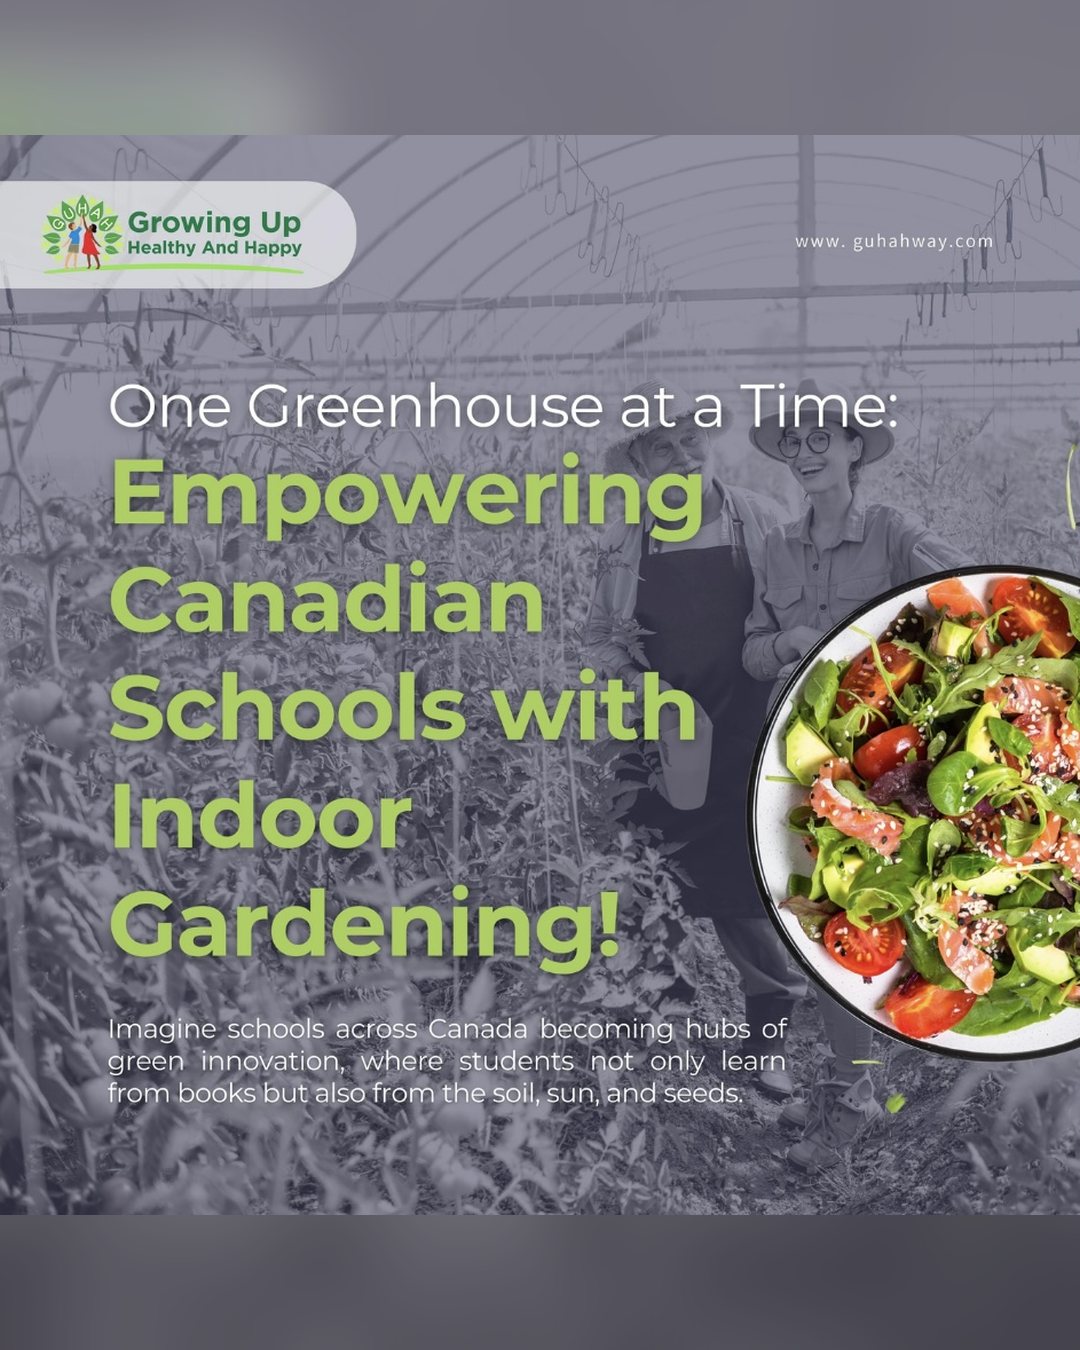 GUHAH
Growing Up
Healthy And Happy
www. guhahway.com
One Greenhouse at a Time:
Empowering
Canadian
Schools with
Indoor
Gardening!
Imagine schools across Canada becoming hubs of
green innovation, where students not only learn
from books but also from the soil, sun, and seeds.